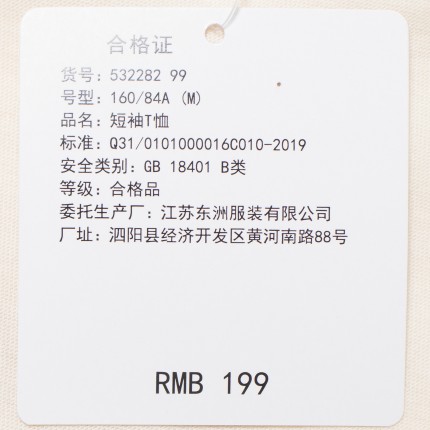 合格证
货号: 532282 99
号型: 160/84A (M)
品名: 短袖T恤
标准: Q31/0101000016C010-2019
安全类别: GB 18401 B类
等级: 合格品
委托生产厂: 江苏东洲服装有限公司
厂址: 泗阳县经济开发区黄河南路88号
RMB 199